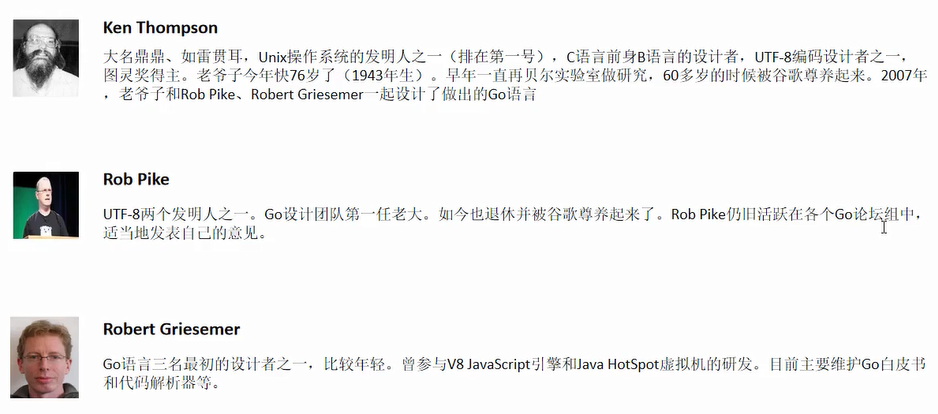 Ken Thompson
大名鼎鼎、如雷贯耳，Unix操作系统的发明人之一（排在第一号），C语言前身B语言的设计者，UTF-8编码设计者之一，
图灵奖得主。老爷子今年快76岁了（1943年生）。早年一直再贝尔实验室做研究，60多岁的时候被谷歌尊养起来。2007年
，老爷子和Rob Pike、Robert Griesemer一起设计了做出的Go语言
Rob Pike
UTF-8两个发明人之一。Go设计团队第一任老大。如今也退休并被谷歌尊养起来了。Rob Pike仍旧活跃在各个Go论坛组中，
适当地发表自己的意见。
Robert Griesemer
Go语言三名最初的设计者之一，比较年轻。曾参与V8 JavaScript引擎和Java HotSpot虚拟机的研发。目前主要维护Go白皮书
和代码解析器等。